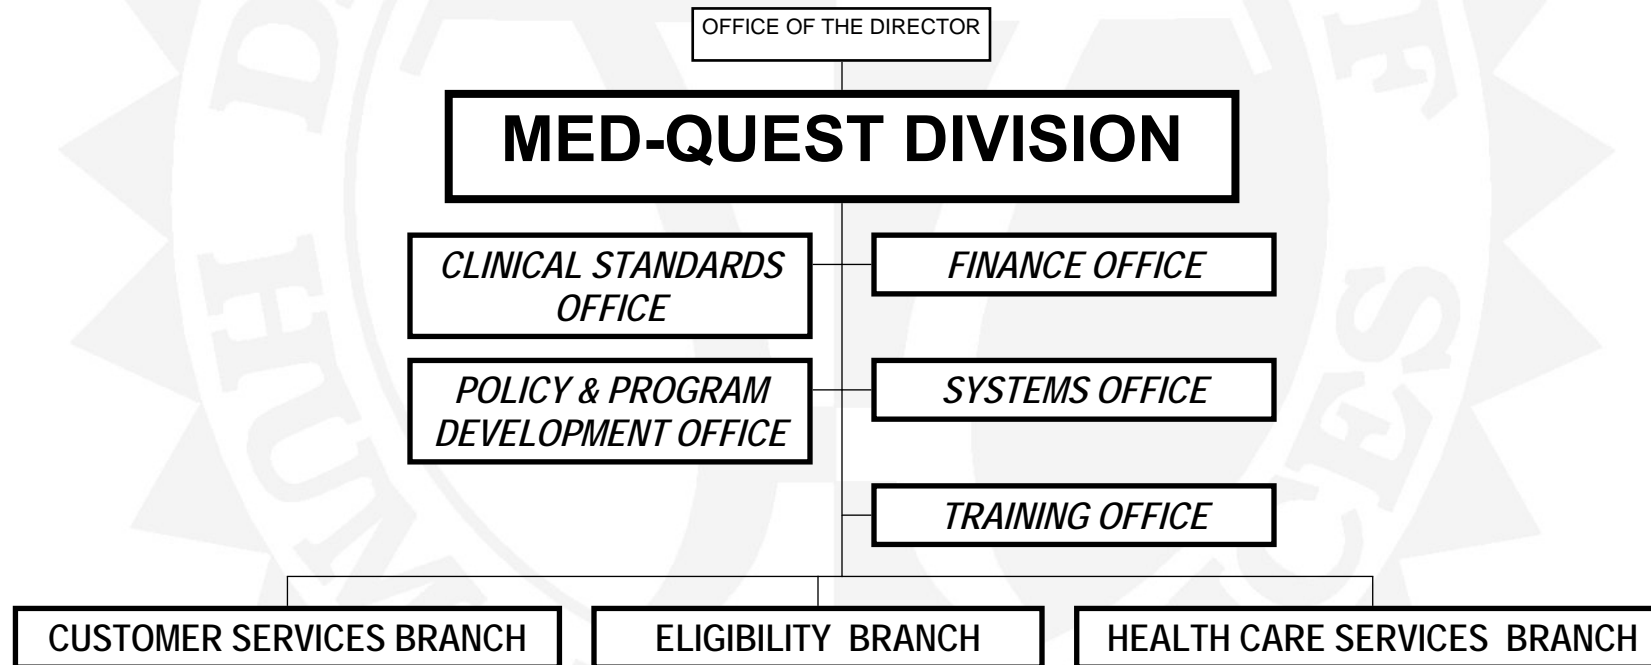 OFFICE OF THE DIRECTOR
MED-QUEST DIVISION
CLINICAL STANDARDS
OFFICE
FINANCE OFFICE
POLICY & PROGRAM
DEVELOPMENT OFFICE
SYSTEMS OFFICE
TRAINING OFFICE
CUSTOMER SERVICES BRANCH
ELIGIBILITY BRANCH
HEALTH CARE SERVICES BRANCH